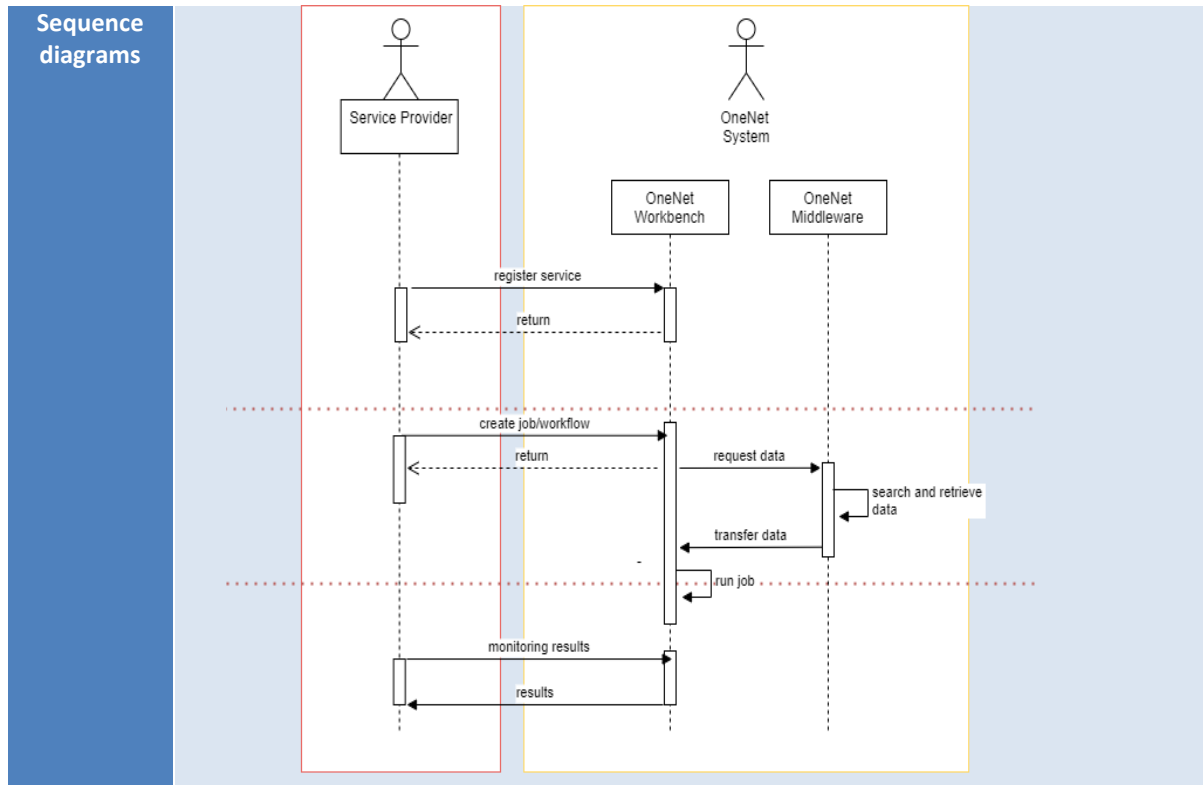 Sequence
diagrams
Service Provider
OneNet
System
OneNet
Workbench
OneNet
Middleware
register service
return
create job/workflow
return
request data
search and retrieve
data
transfer data
-
run job
monitoring results
results